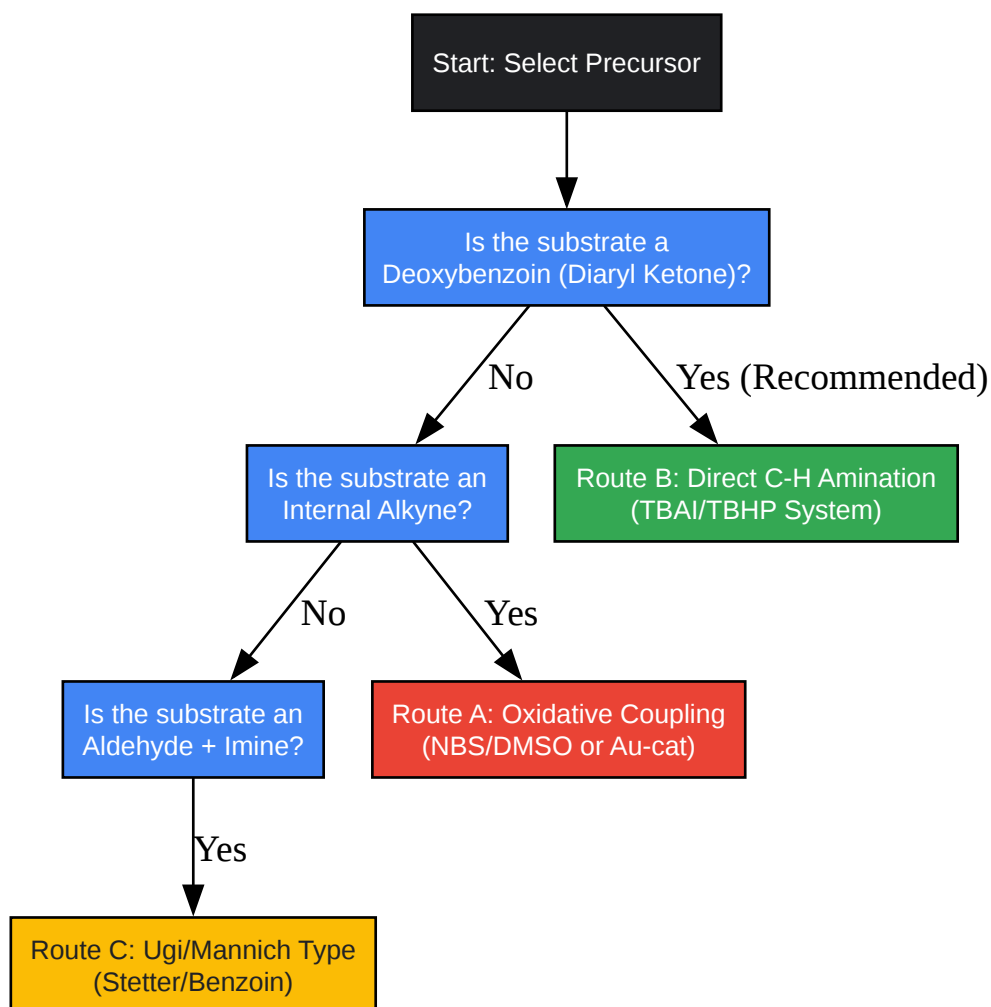 Start: Select Precursor
Is the substrate a
Deoxybenzoin (Diaryl Ketone)?
No
Yes (Recommended)
Is the substrate an
Internal Alkyne?
Route B: Direct C-H Amination
(TBAI/TBHP System)
No
Yes
Is the substrate an
Aldehyde + Imine?
Route A: Oxidative Coupling
(NBS/DMSO or Au-cat)
Yes
Route C: Ugi/Mannich Type
(Stetter/Benzoin)